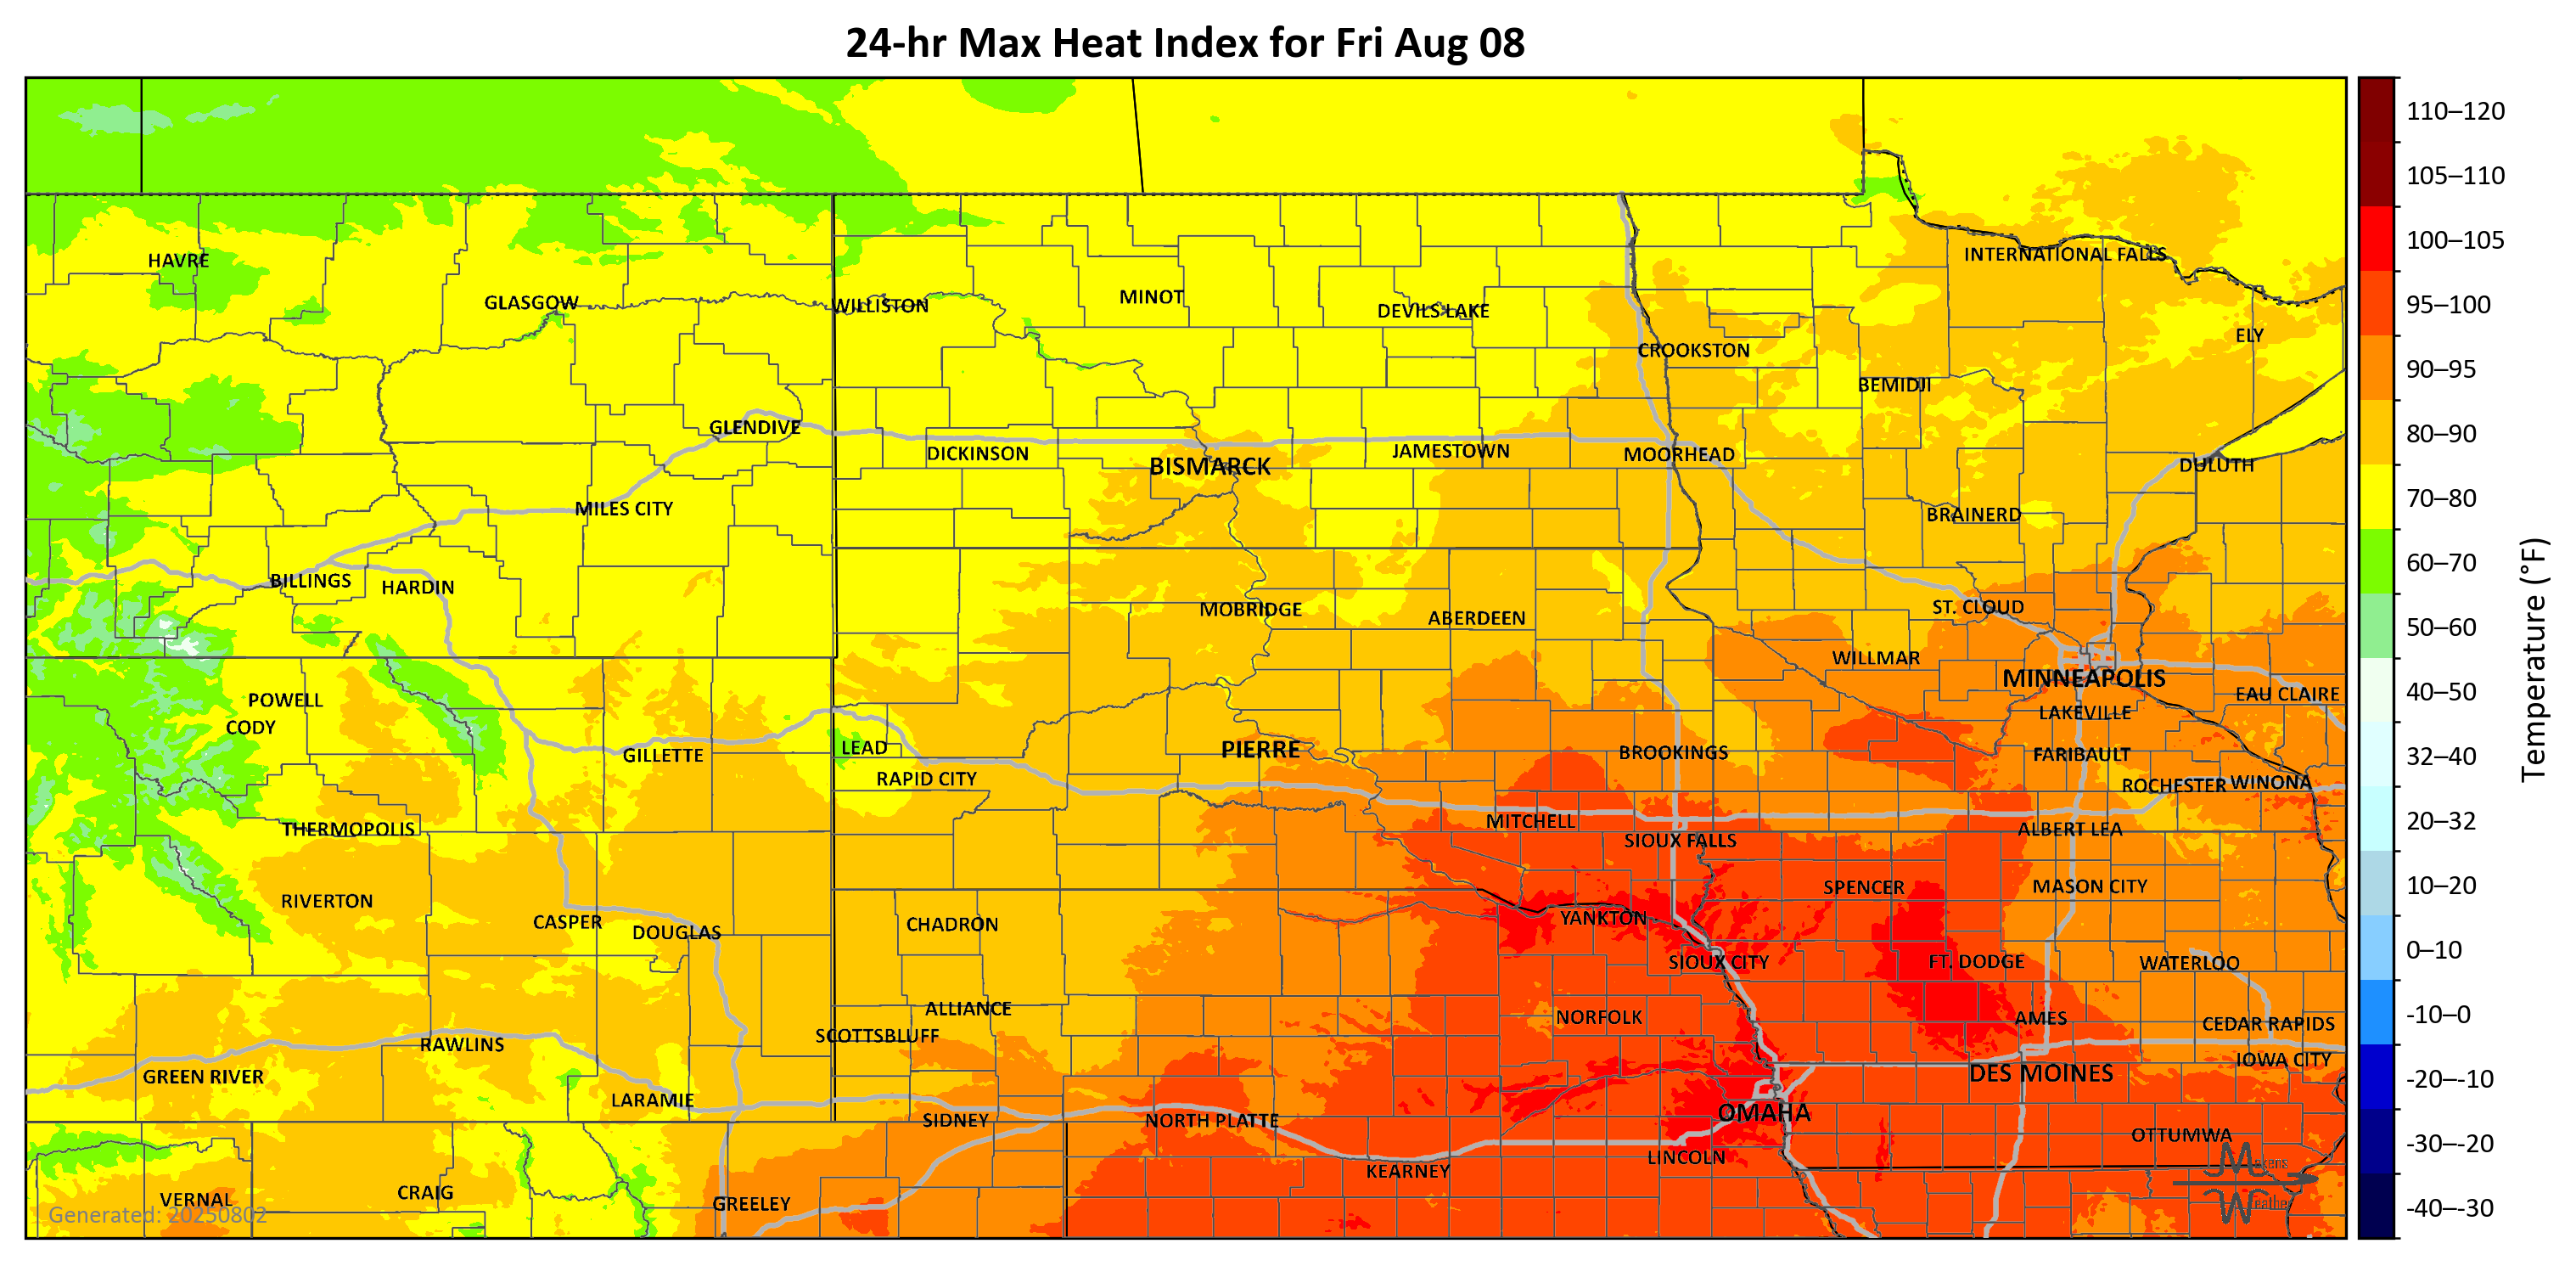 24-hr Max Heat Index for Fri Aug 08
110–120
105–110
HAVRE
INTERNATIONAL FALLS
100–105
GLASGOW
WILLISTON
MINOT
DEVILS LAKE
95–100
ELY
CROOKSTON
90–95
BEMIDJI
GLENDIVE
DICKINSON
BISMARCK
JAMESTOWN
MOORHEAD
DULUTH
80–90
MILES CITY
BRAINERD
70–80
BILLINGS
HARDIN
60–70
MOBRIDGE
ABERDEEN
ST. CLOUD
50–60
WILLMAR
MINNEAPOLIS
POWELL
EAU CLAIRE
40–50
CODY
LAKEVILLE
GILLETTE
LEAD
PIERRE
BROOKINGS
FARIBAULT
32–40
Temperature (°F)
RAPID CITY
ROCHESTER
WINONA
THERMOPOLIS
MITCHELL
SIOUX FALLS
ALBERT LEA
20–32
RIVERTON
SPENCER
MASON CITY
10–20
CASPER
DOUGLAS
CHADRON
YANKTON
SIOUX CITY
FT. DODGE
WATERLOO
0–10
ALLIANCE
NORFOLK
AMES
CEDAR RAPIDS
-10–0
RAWLINS
SCOTTSBLUFF
IOWA CITY
GREEN RIVER
DES MOINES
-20–-10
LARAMIE
SIDNEY
NORTH PLATTE
OMAHA
OTTUMWA
-30–-20
KEARNEY
LINCOLN
Makens
VERNAL
CRAIG
GREELEY
Weather
-40–-30
Generated: 20250802